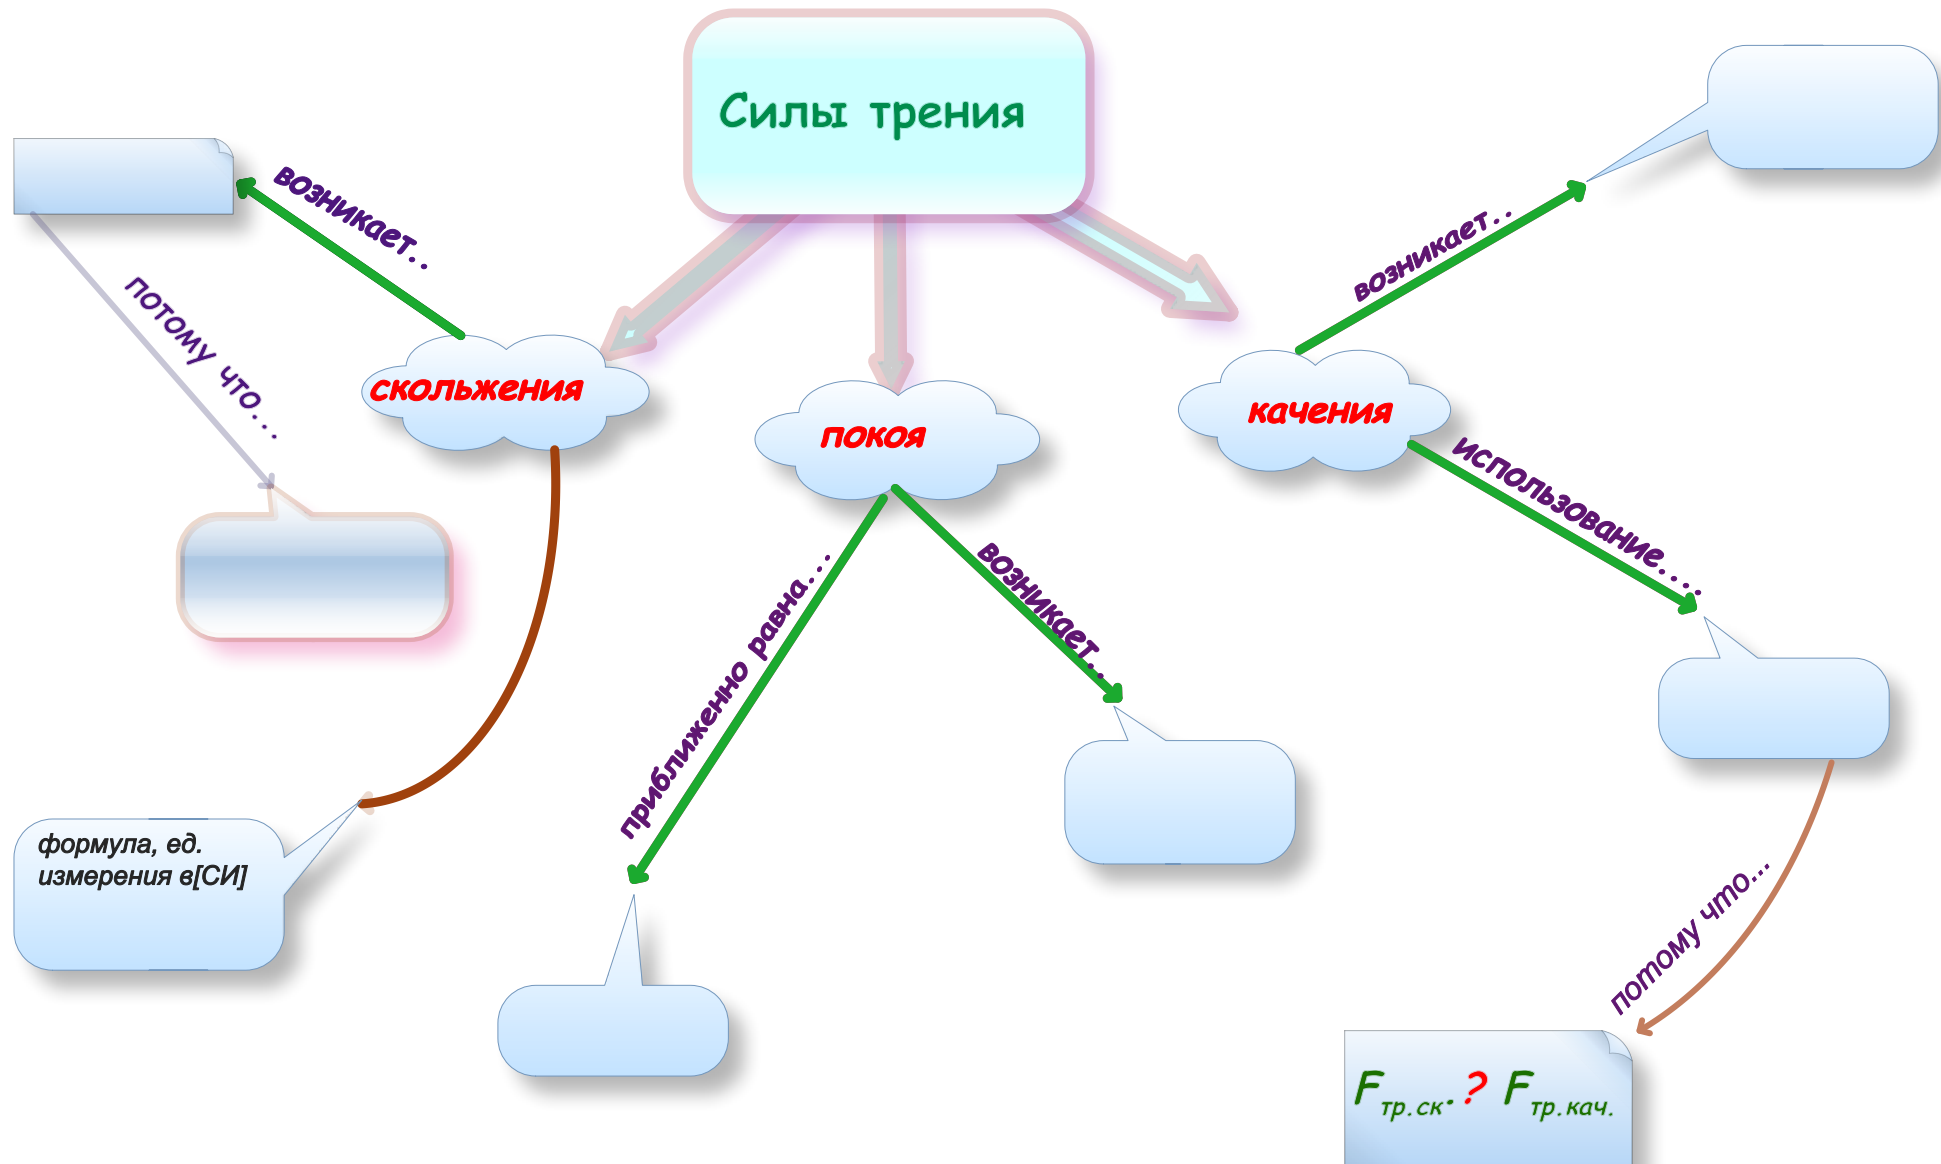 Силы трения
возникает..
возникает..
потому что...
скольжения
покоя
качения
использование....
приближенно равна...
возникает..
формула, ед.
измерения в[СИ]
потому что...
Fтр.ск.? Fтр.кач.